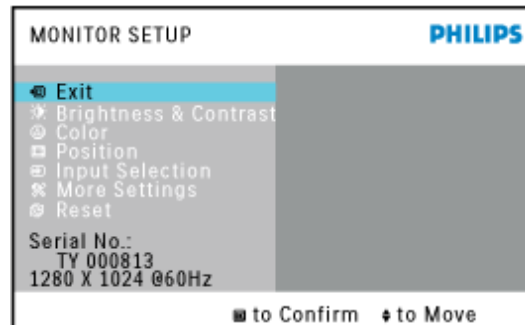 MONITOR SETUP PHILIPS
Exit
Brightness & Contrast
Color
Position
Input Selection
More Settings
Reset
Serial No.:
TY 000813
1280 X 1024 @60Hz
to Confirm to Move